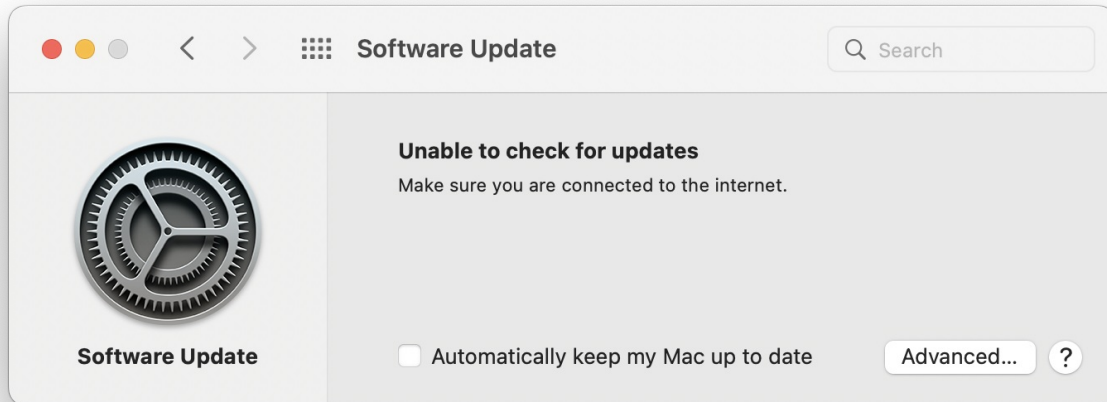 Software Update
Search
Unable to check for updates
Make sure you are connected to the internet.
Software Update
Automatically keep my Mac up to date
Advanced...
?